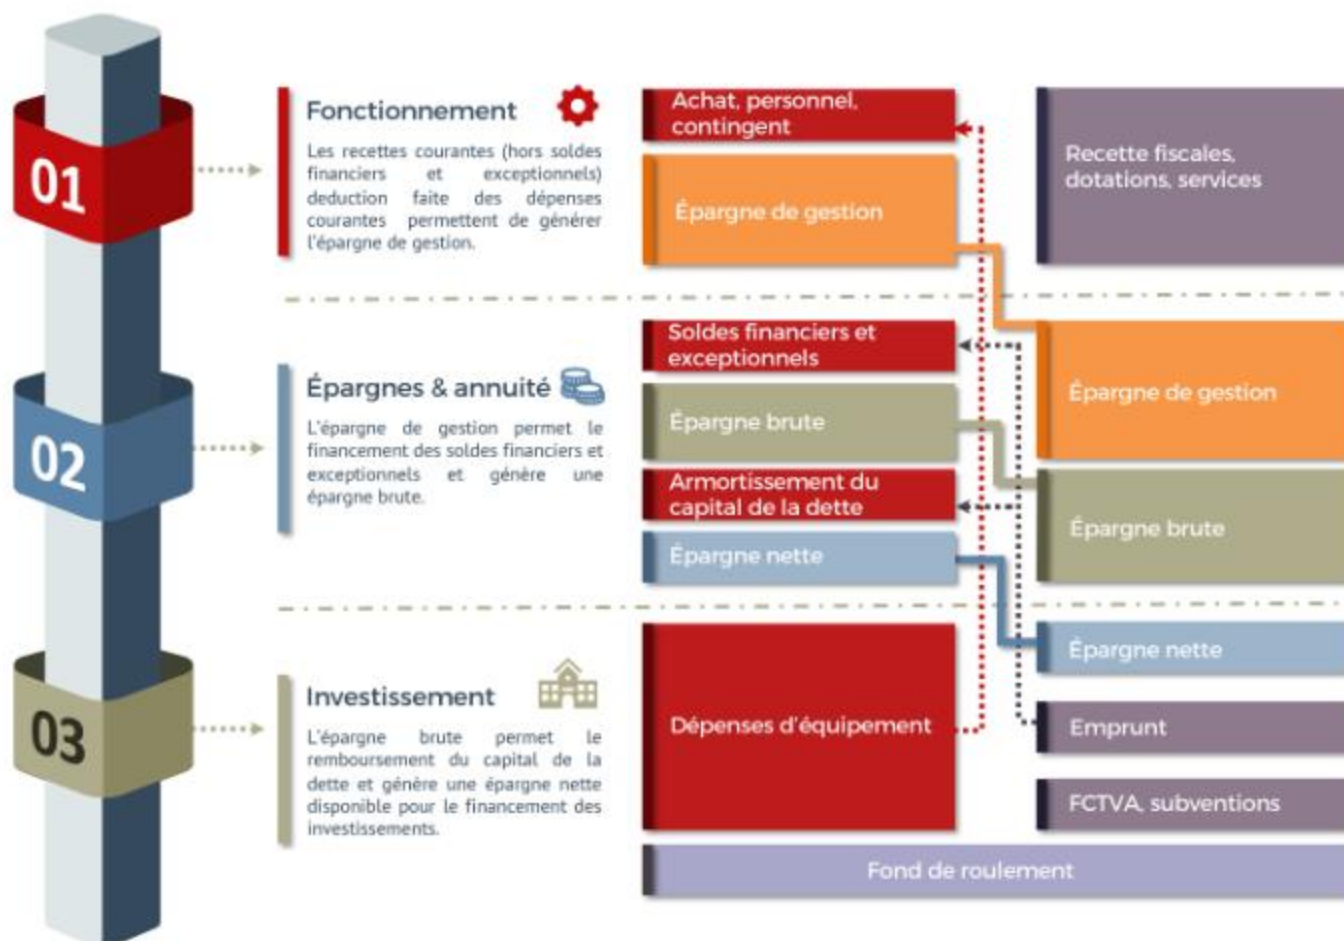 01
Fonctionnement
Les recettes courantes (hors soldes
financiers et exceptionnels)
deduction faite des dépenses
courantes permettent de générer
l'épargne de gestion.
Achat, personnel,
contingent
Épargne de gestion
Recette fiscales,
dotations, services
02
Épargnes & annuité
L'épargne de gestion permet le
financement des soldes financiers et
exceptionnels et génère une
épargne brute.
Soldes financiers et
exceptionnels
Épargne brute
Armortissement du
capital de la dette
Épargne nette
Épargne de gestion
Épargne brute
03
Investissement
L'épargne brute permet le
remboursement du capital de la
dette et génère une épargne nette
disponible pour le financement des
investissements.
Dépenses d'équipement
Épargne nette
Emprunt
FCTVA, subventions
Fond de roulement